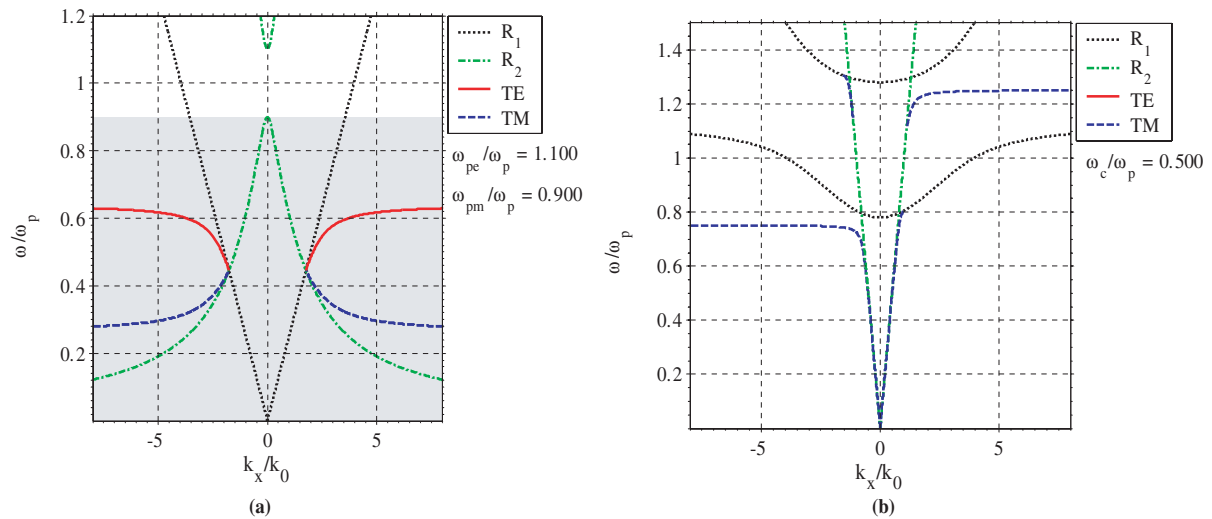 1.2
1
0.8
0.6
0.4
0.2
ω/ω_p
-5 0 5
k_x/k_0
(a)
R_1
R_2
TE
TM
ω_pe/ω_p = 1.100
ω_pm/ω_p = 0.900
1.4
1.2
1
0.8
0.6
0.4
0.2
ω/ω_p
-5 0 5
k_x/k_0
(b)
R_1
R_2
TE
TM
ω_c/ω_p = 0.500